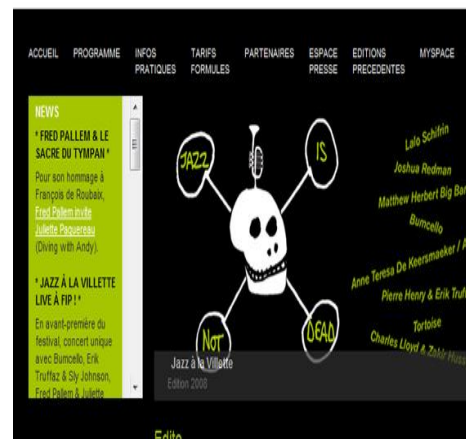 ACCUEIL PROGRAMME INFOS PRATIQUES TARIFS FORMULES PARTENAIRES ESPACE PRESSE EDITIONS PRECEDENTES MYSPACE
NEWS
* FRED PALLEM & LE
SACRE DU TYMPAN *
Pour son hommage à
François de Roubaix,
Fred Pallem invite
Juliette Paquereau
(Diving with Andy).
* JAZZ À LA VILLETTE
LIVE À FIP ! *
En avant-première du
festival, concert unique
avec Bumcello, Erik
Truffaz & Sly Johnson,
Fred Pallem & Juliette
JAZZ
IS
NOT
DEAD
Lalo Schifrin
Joshua Redman
Matthew Herbert Big Ban
Bumcello
Anne Teresa De Keersmaeker / A
Pierre Henry & Erik Truf
Tortoise
Charles Lloyd & Zakir Huss
Jazz à la Villette
Edition 2008
Edito